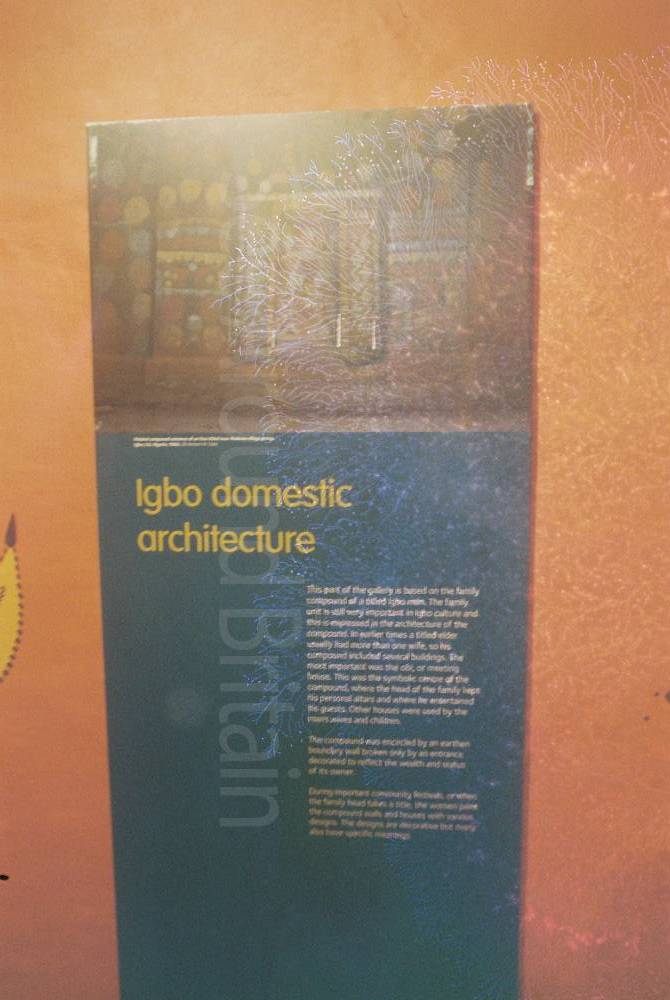 Igbo domestic
architecture
This part of the gallery is based on the family
compound of a titled Igbo man. The family
unit is still very important in Igbo culture and
this is expressed in the architecture of the
compound. In earlier times a titled elder
usually had more than one wife, so his
compound included several buildings. The
most important was the obi, or meeting
house. This was the symbolic centre of the
compound, where the head of the family kept
his personal altars and where he entertained
his guests. Other houses were used by the
man's wives and children.
The compound was encircled by an earthen
boundary wall broken only by an entrance
decorated to reflect the wealth and status
of its owner.
During important community festivals, or when
the family head takes a title, the women paint
the compound walls and houses with various
designs. The designs are decorative but many
also have specific meanings.
round Britain